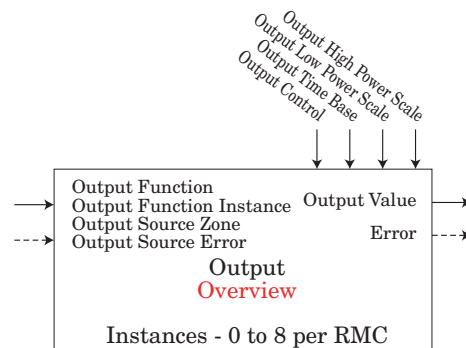 Output High Power Scale
Output Low Power Scale
Output Time Base
Output Control
Output Function
Output Function Instance
Output Source Zone
Output Source Error
Output Value
Error
Output
Overview
Instances - 0 to 8 per RMC